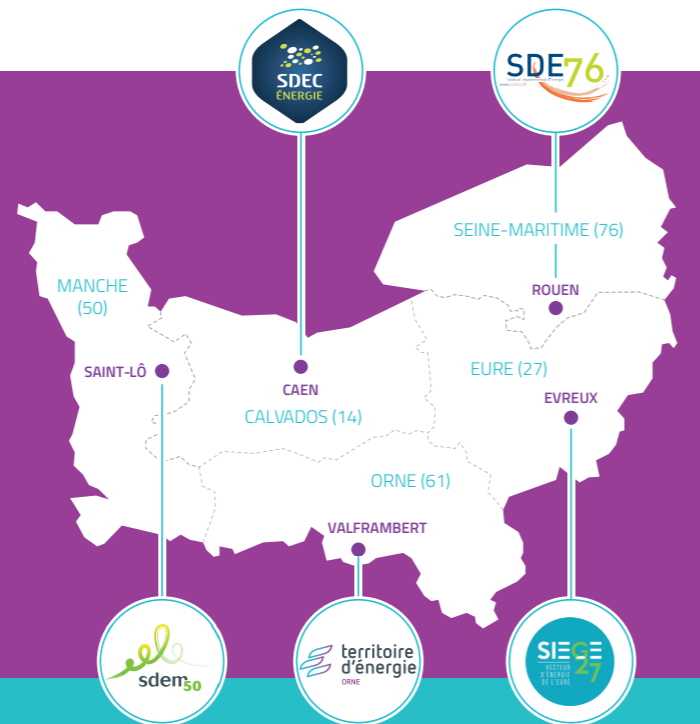 SDEC
ÉNERGIE
SDE76
SEINE-MARITIME (76)
MANCHE
(50)
ROUEN
SAINT-LÔ
EURE (27)
CAEN
EVREUX
CALVADOS (14)
ORNE (61)
VALFRAMBERT
sdem50
territoire
d'énergie
ORNE
SIEGE
27
VECTEUR
D'ÉNERGIE
DE L'EURE